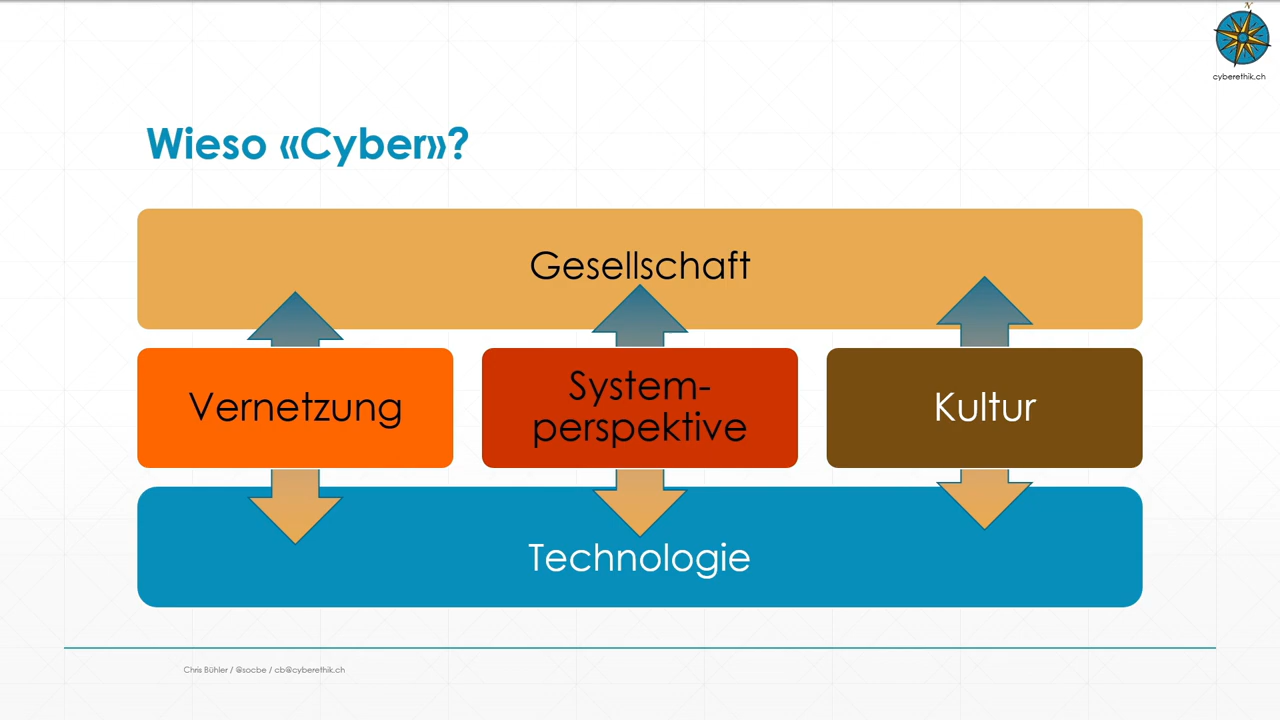 N
cyberethik.ch
Wieso «Cyber»?
Gesellschaft
Vernetzung
System-
perspektive
Kultur
Technologie
Chris Bühler / @socbe / cb@cyberethik.ch